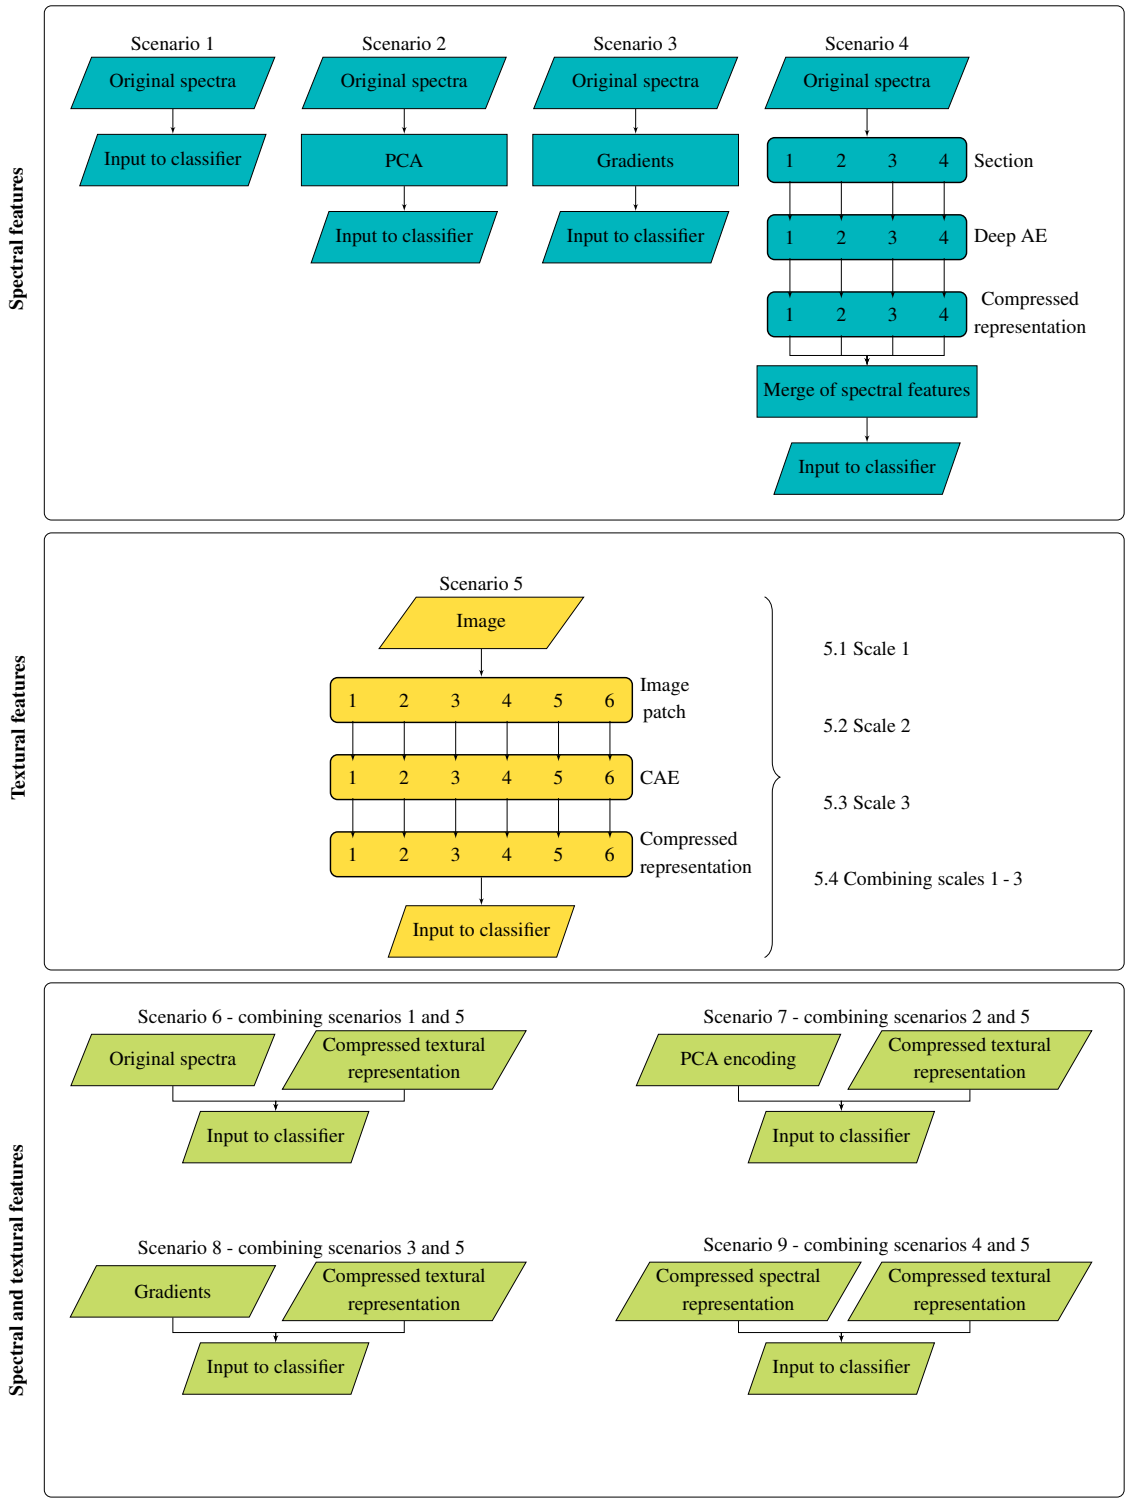 Spectral features
Scenario 1
Original spectra
Input to classifier
Scenario 2
Original spectra
PCA
Input to classifier
Scenario 3
Original spectra
Gradients
Input to classifier
Scenario 4
Original spectra
1 2 3 4 Section
1 2 3 4 Deep AE
1 2 3 4 Compressed
representation
Merge of spectral features
Input to classifier
Textural features
Scenario 5
Image
1 2 3 4 5 6 Image
patch
1 2 3 4 5 6 CAE
1 2 3 4 5 6 Compressed
representation
Input to classifier
5.1 Scale 1
5.2 Scale 2
5.3 Scale 3
5.4 Combining scales 1 - 3
Spectral and textural features
Scenario 6 - combining scenarios 1 and 5
Original spectra
Compressed textural
representation
Input to classifier
Scenario 7 - combining scenarios 2 and 5
PCA encoding
Compressed textural
representation
Input to classifier
Scenario 8 - combining scenarios 3 and 5
Gradients
Compressed textural
representation
Input to classifier
Scenario 9 - combining scenarios 4 and 5
Compressed spectral
representation
Compressed textural
representation
Input to classifier